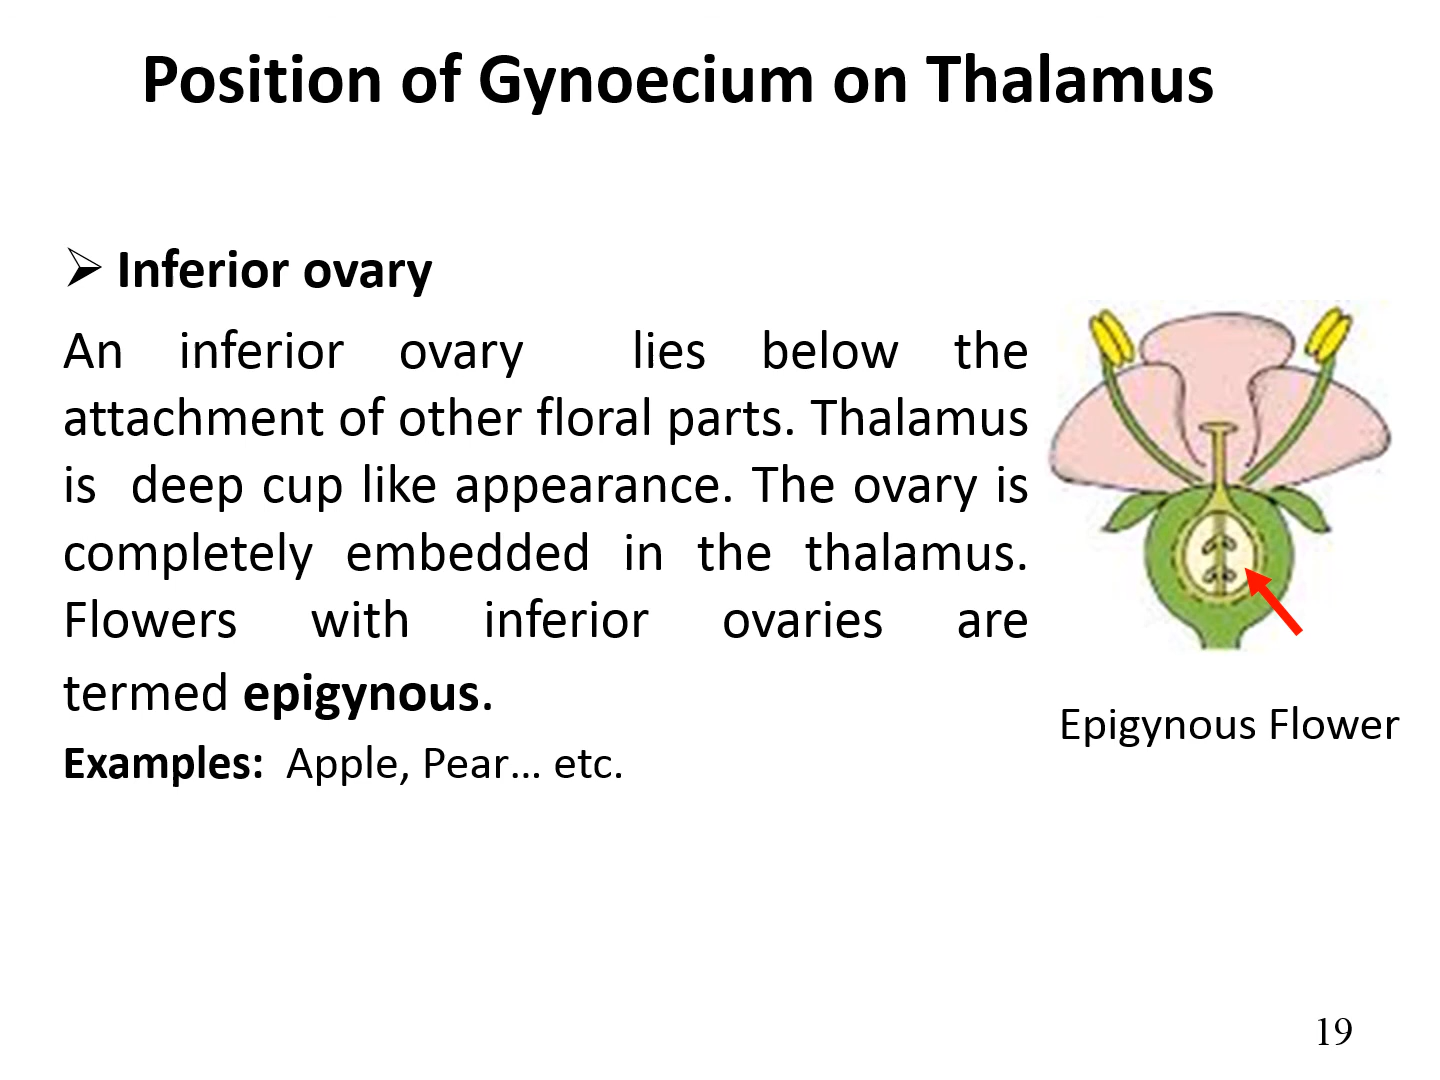 Position of Gynoecium on Thalamus
➢ Inferior ovary
An inferior ovary lies below the
attachment of other floral parts. Thalamus
is deep cup like appearance. The ovary is
completely embedded in the thalamus.
Flowers with inferior ovaries are
termed epigynous.
Examples: Apple, Pear... etc.
Epigynous Flower
19